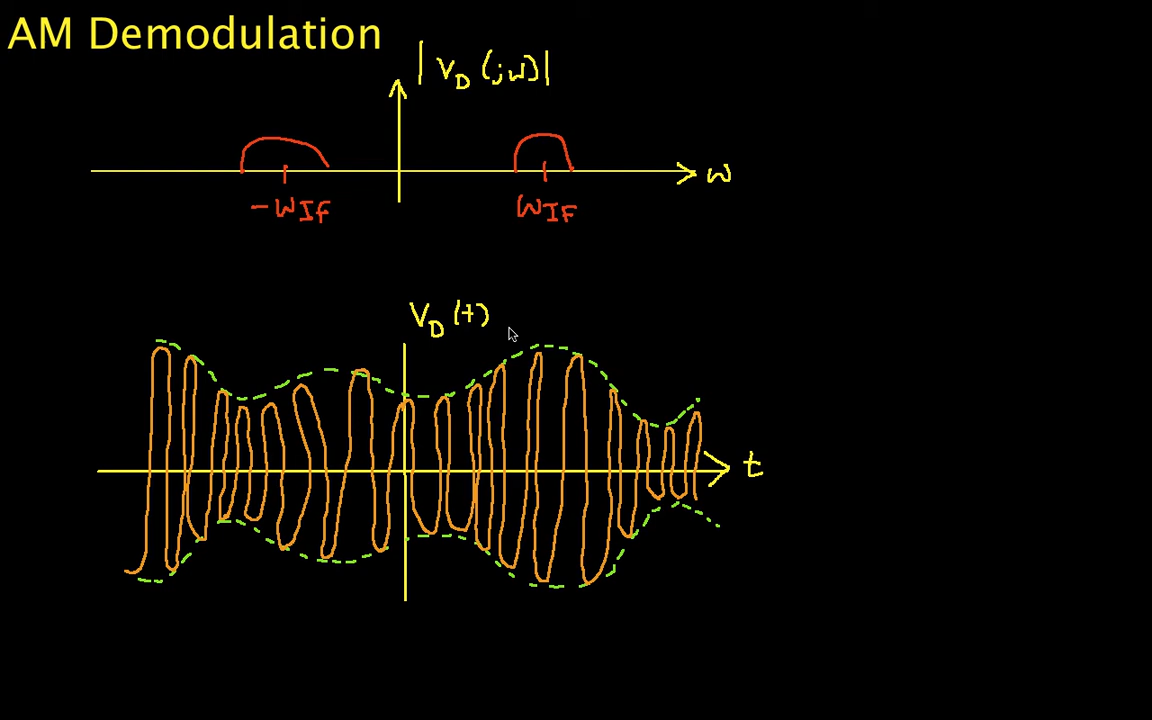 AM Demodulation
|V_D (jω)|
ω
-ω_IF
ω_IF
V_D (t)
t